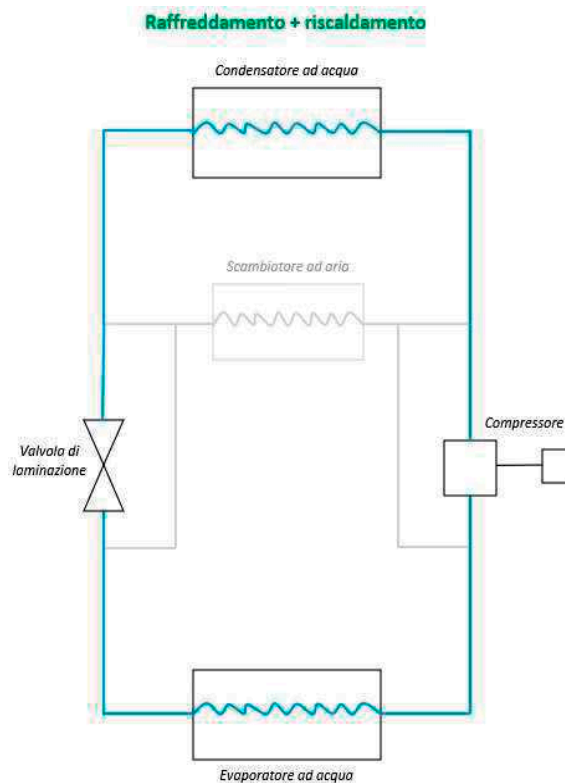 Raffreddamento + riscaldamento
Condensatore ad acqua
Scambiatore ad aria
Compressore
Valvola di
laminazione
Evaporatore ad acqua